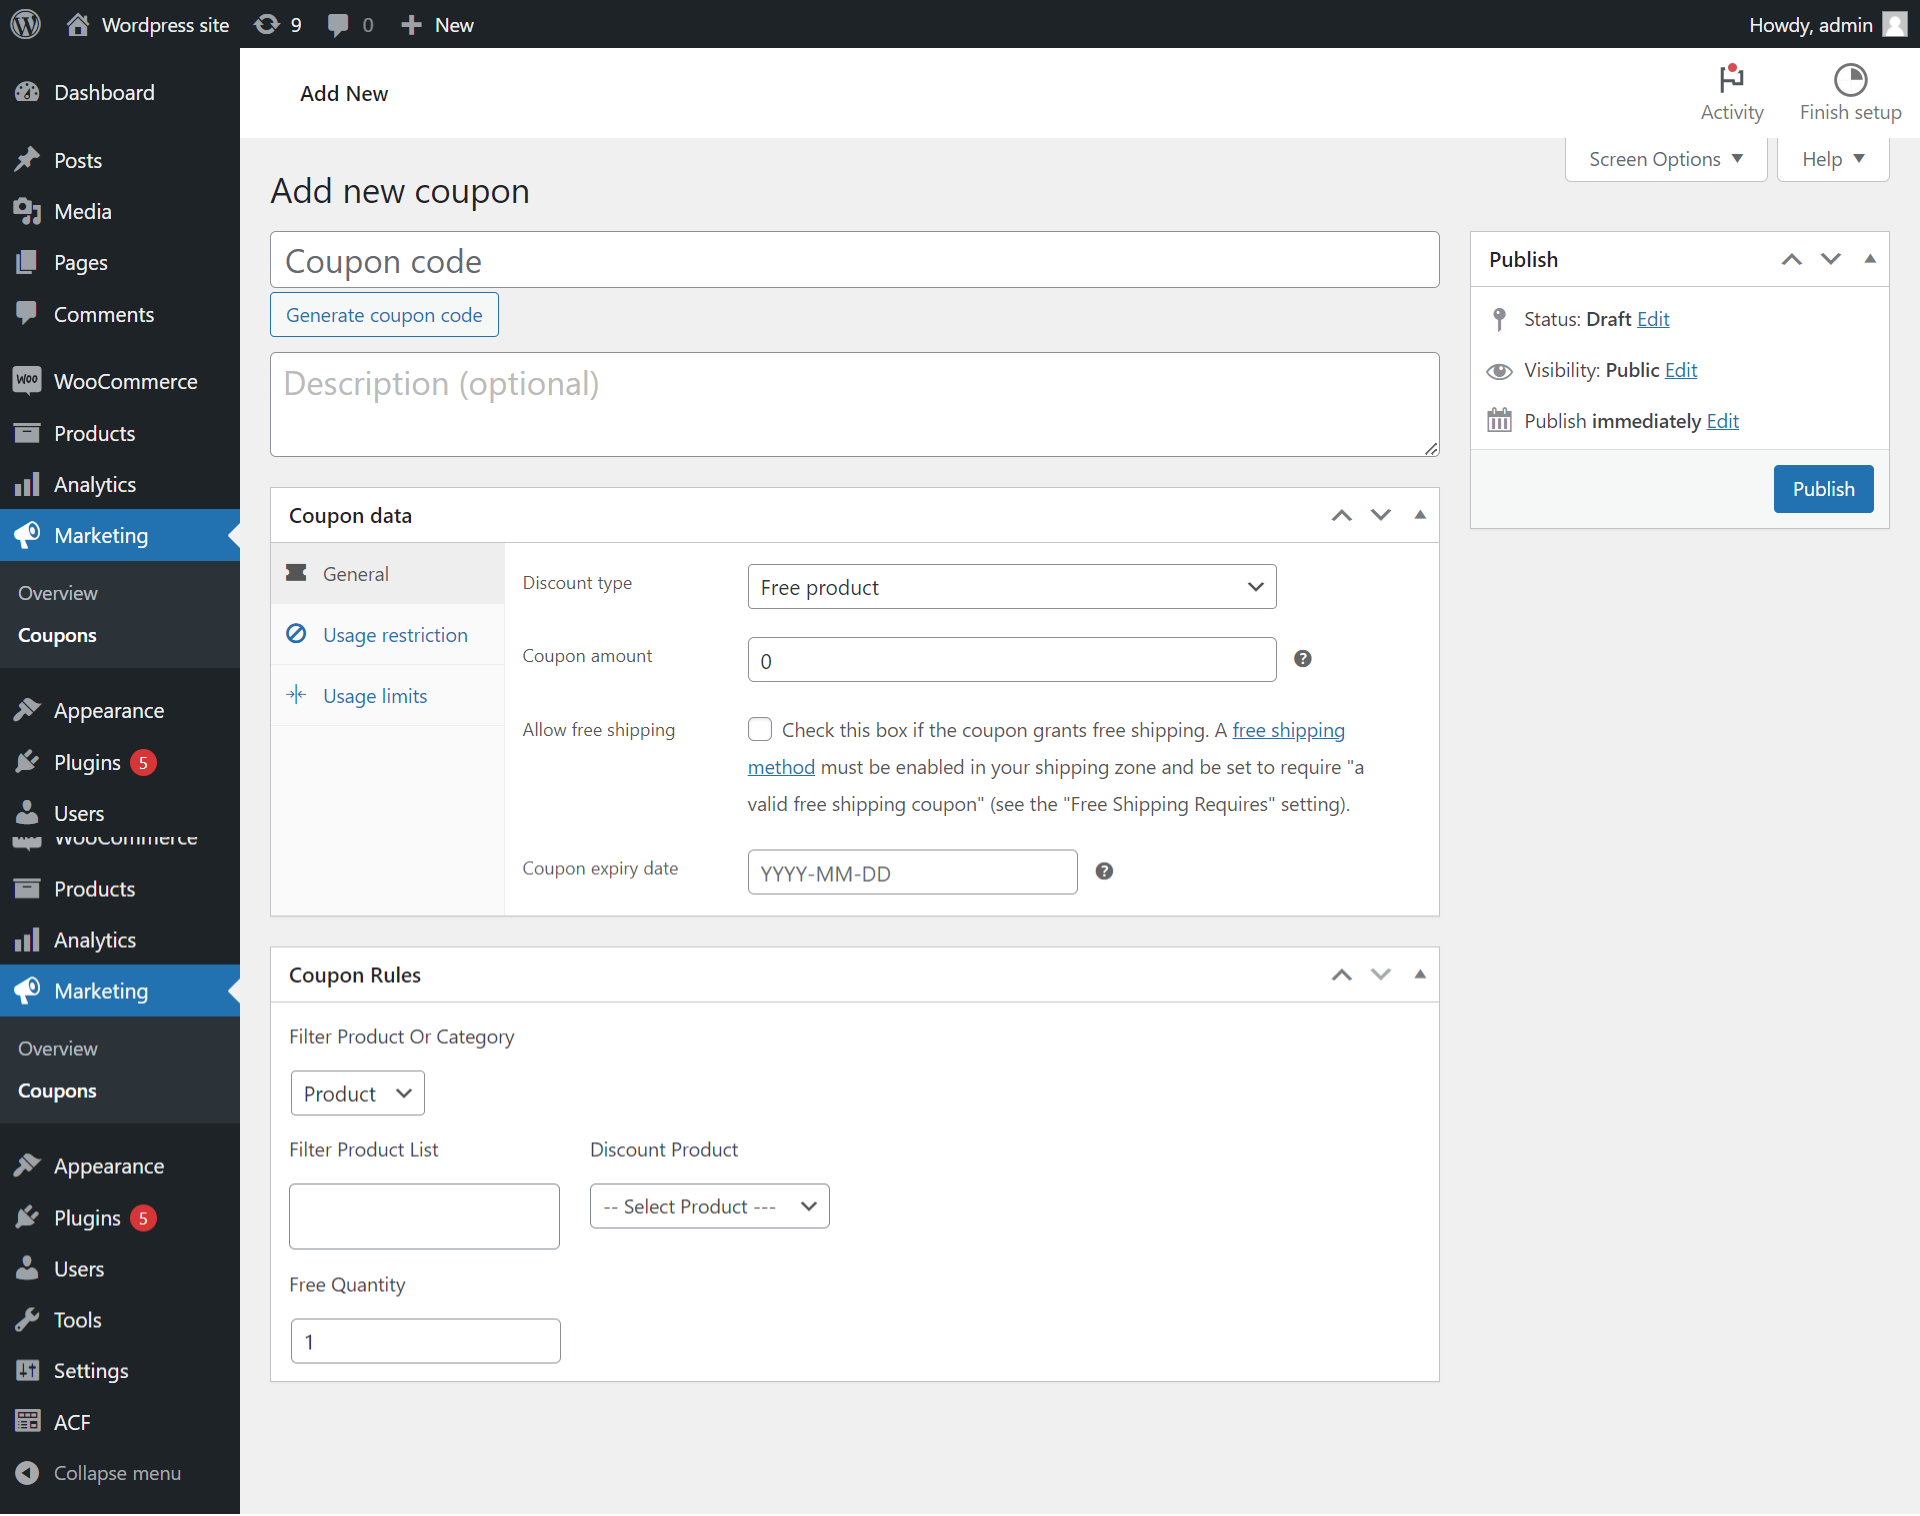 Wordpress site 9 0 New Howdy, admin
Dashboard
Posts
Media
Pages
Comments
WooCommerce
Products
Analytics
Marketing
Overview
Coupons
Appearance
Plugins 5
Users
WooCommerce
Products
Analytics
Marketing
Overview
Coupons
Appearance
Plugins 5
Users
Tools
Settings
ACF
Collapse menu
Add New
Activity
Finish setup
Screen Options
Help
Add new coupon
Coupon code
Generate coupon code
Description (optional)
Coupon data
General
Usage restriction
Usage limits
Discount type
Free product
Coupon amount
0
Allow free shipping
Check this box if the coupon grants free shipping. A free shipping
method must be enabled in your shipping zone and be set to require "a
valid free shipping coupon" (see the "Free Shipping Requires" setting).
Coupon expiry date
YYYY-MM-DD
Coupon Rules
Filter Product Or Category
Product
Filter Product List
Discount Product
-- Select Product ---
Free Quantity
1
Publish
Status: Draft Edit
Visibility: Public Edit
Publish immediately Edit
Publish